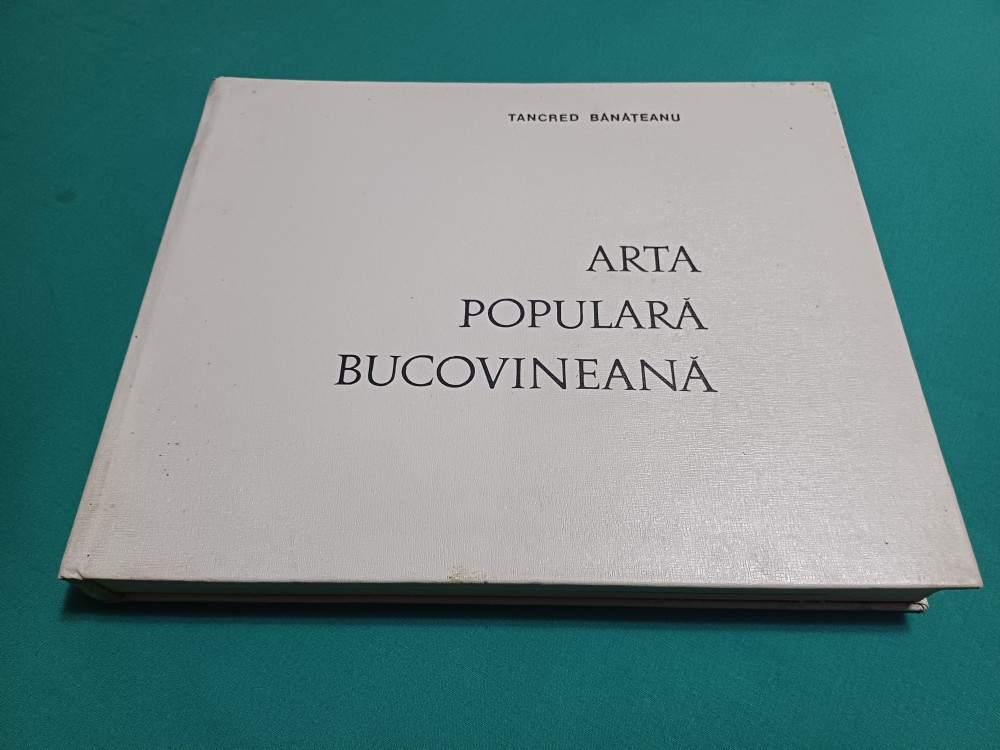 TANCRED BĂNĂȚEANU
ARTA
POPULARĂ
BUCOVINEANĂ